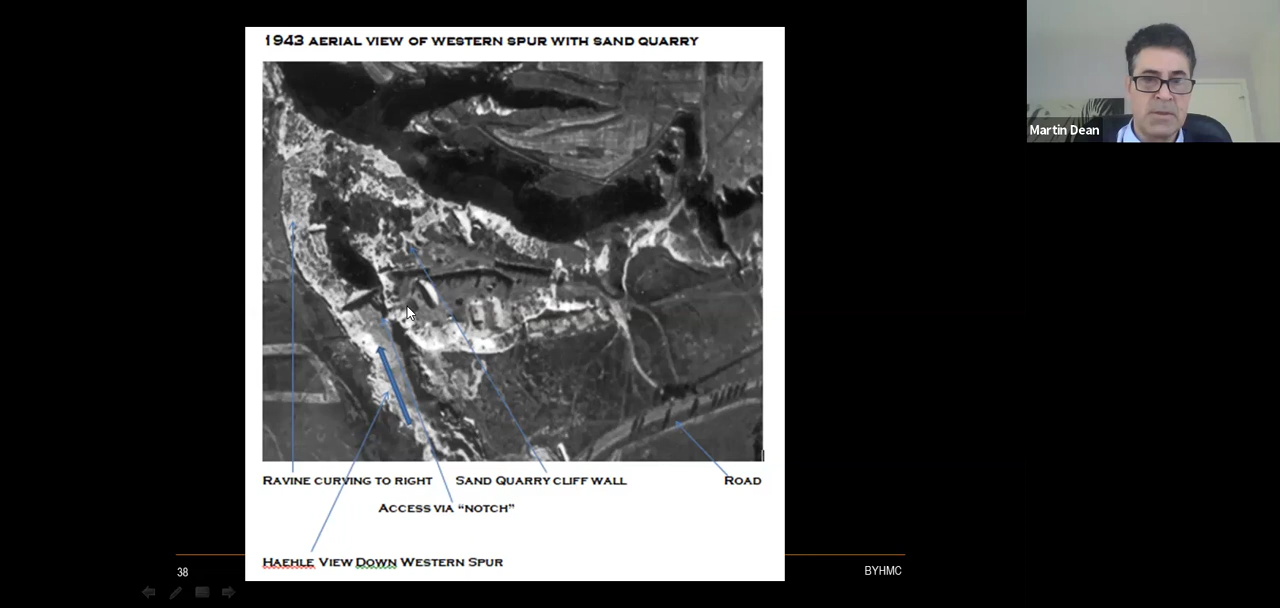 1943 AERIAL VIEW OF WESTERN SPUR WITH SAND QUARRY
Martin Dean
RAVINE CURVING TO RIGHT SAND QUARRY CLIFF WALL ROAD
ACCESS VIA “NOTCH”
HAEHLE VIEW DOWN WESTERN SPUR
38 BYHMC